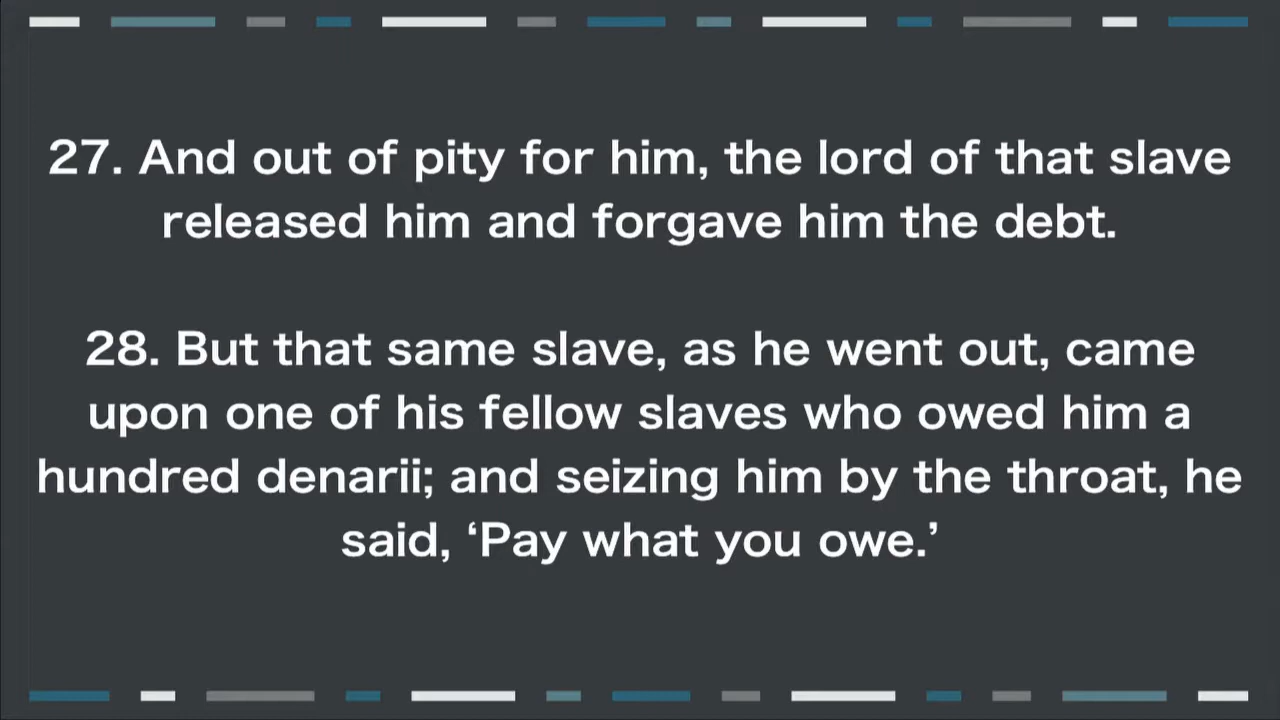 27. And out of pity for him, the lord of that slave
released him and forgave him the debt.
28. But that same slave, as he went out, came
upon one of his fellow slaves who owed him a
hundred denarii; and seizing him by the throat, he
said, ‘Pay what you owe.’